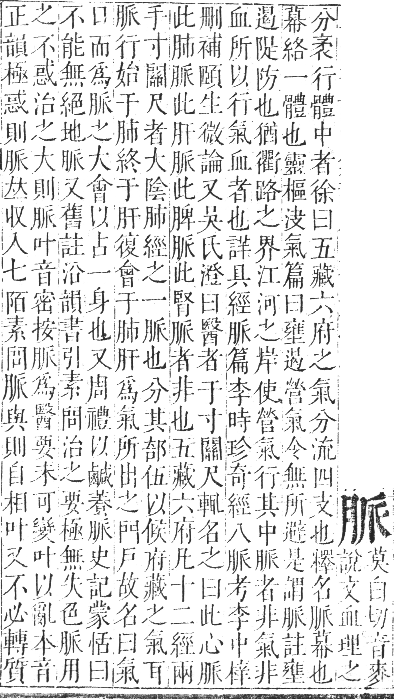 脈
莫白切音麥
說文血理之
分袤行體中者徐曰五藏六府之氣分流四支也釋名脈幕也
幕絡一體也靈樞決氣篇曰壅遏營氣令無所避是謂脈註壅
遏隄防也猶衢路之界江河之岸使營氣行其中脈者非氣非
血所以行氣血者也詳具經脈篇李時珍奇經八脈考李中梓
刪補頤生微論又吳氏澄曰醫者于寸關尺輒名之曰此心脈
此肺脈此肝脈此脾脈此腎脈者非也五藏六府凡十二經兩
手寸關尺者大陰肺經之一脈也分其部伍以候府藏之氣耳
脈行始于肺終于肝復會于肺肝爲氣所出之門戶故名曰氣
口而爲脈之大會以占一身也又周禮以鹹養脈史記蒙恬曰
不能無絕地脈又舊註沿韻書引素問治之要極無失色脈用
之不惑治之大則脈叶音密按脈爲醫要未可變叶以亂本音
正韻極惑則脈𠀤收入七陌素問脈與則自相叶又不必轉質